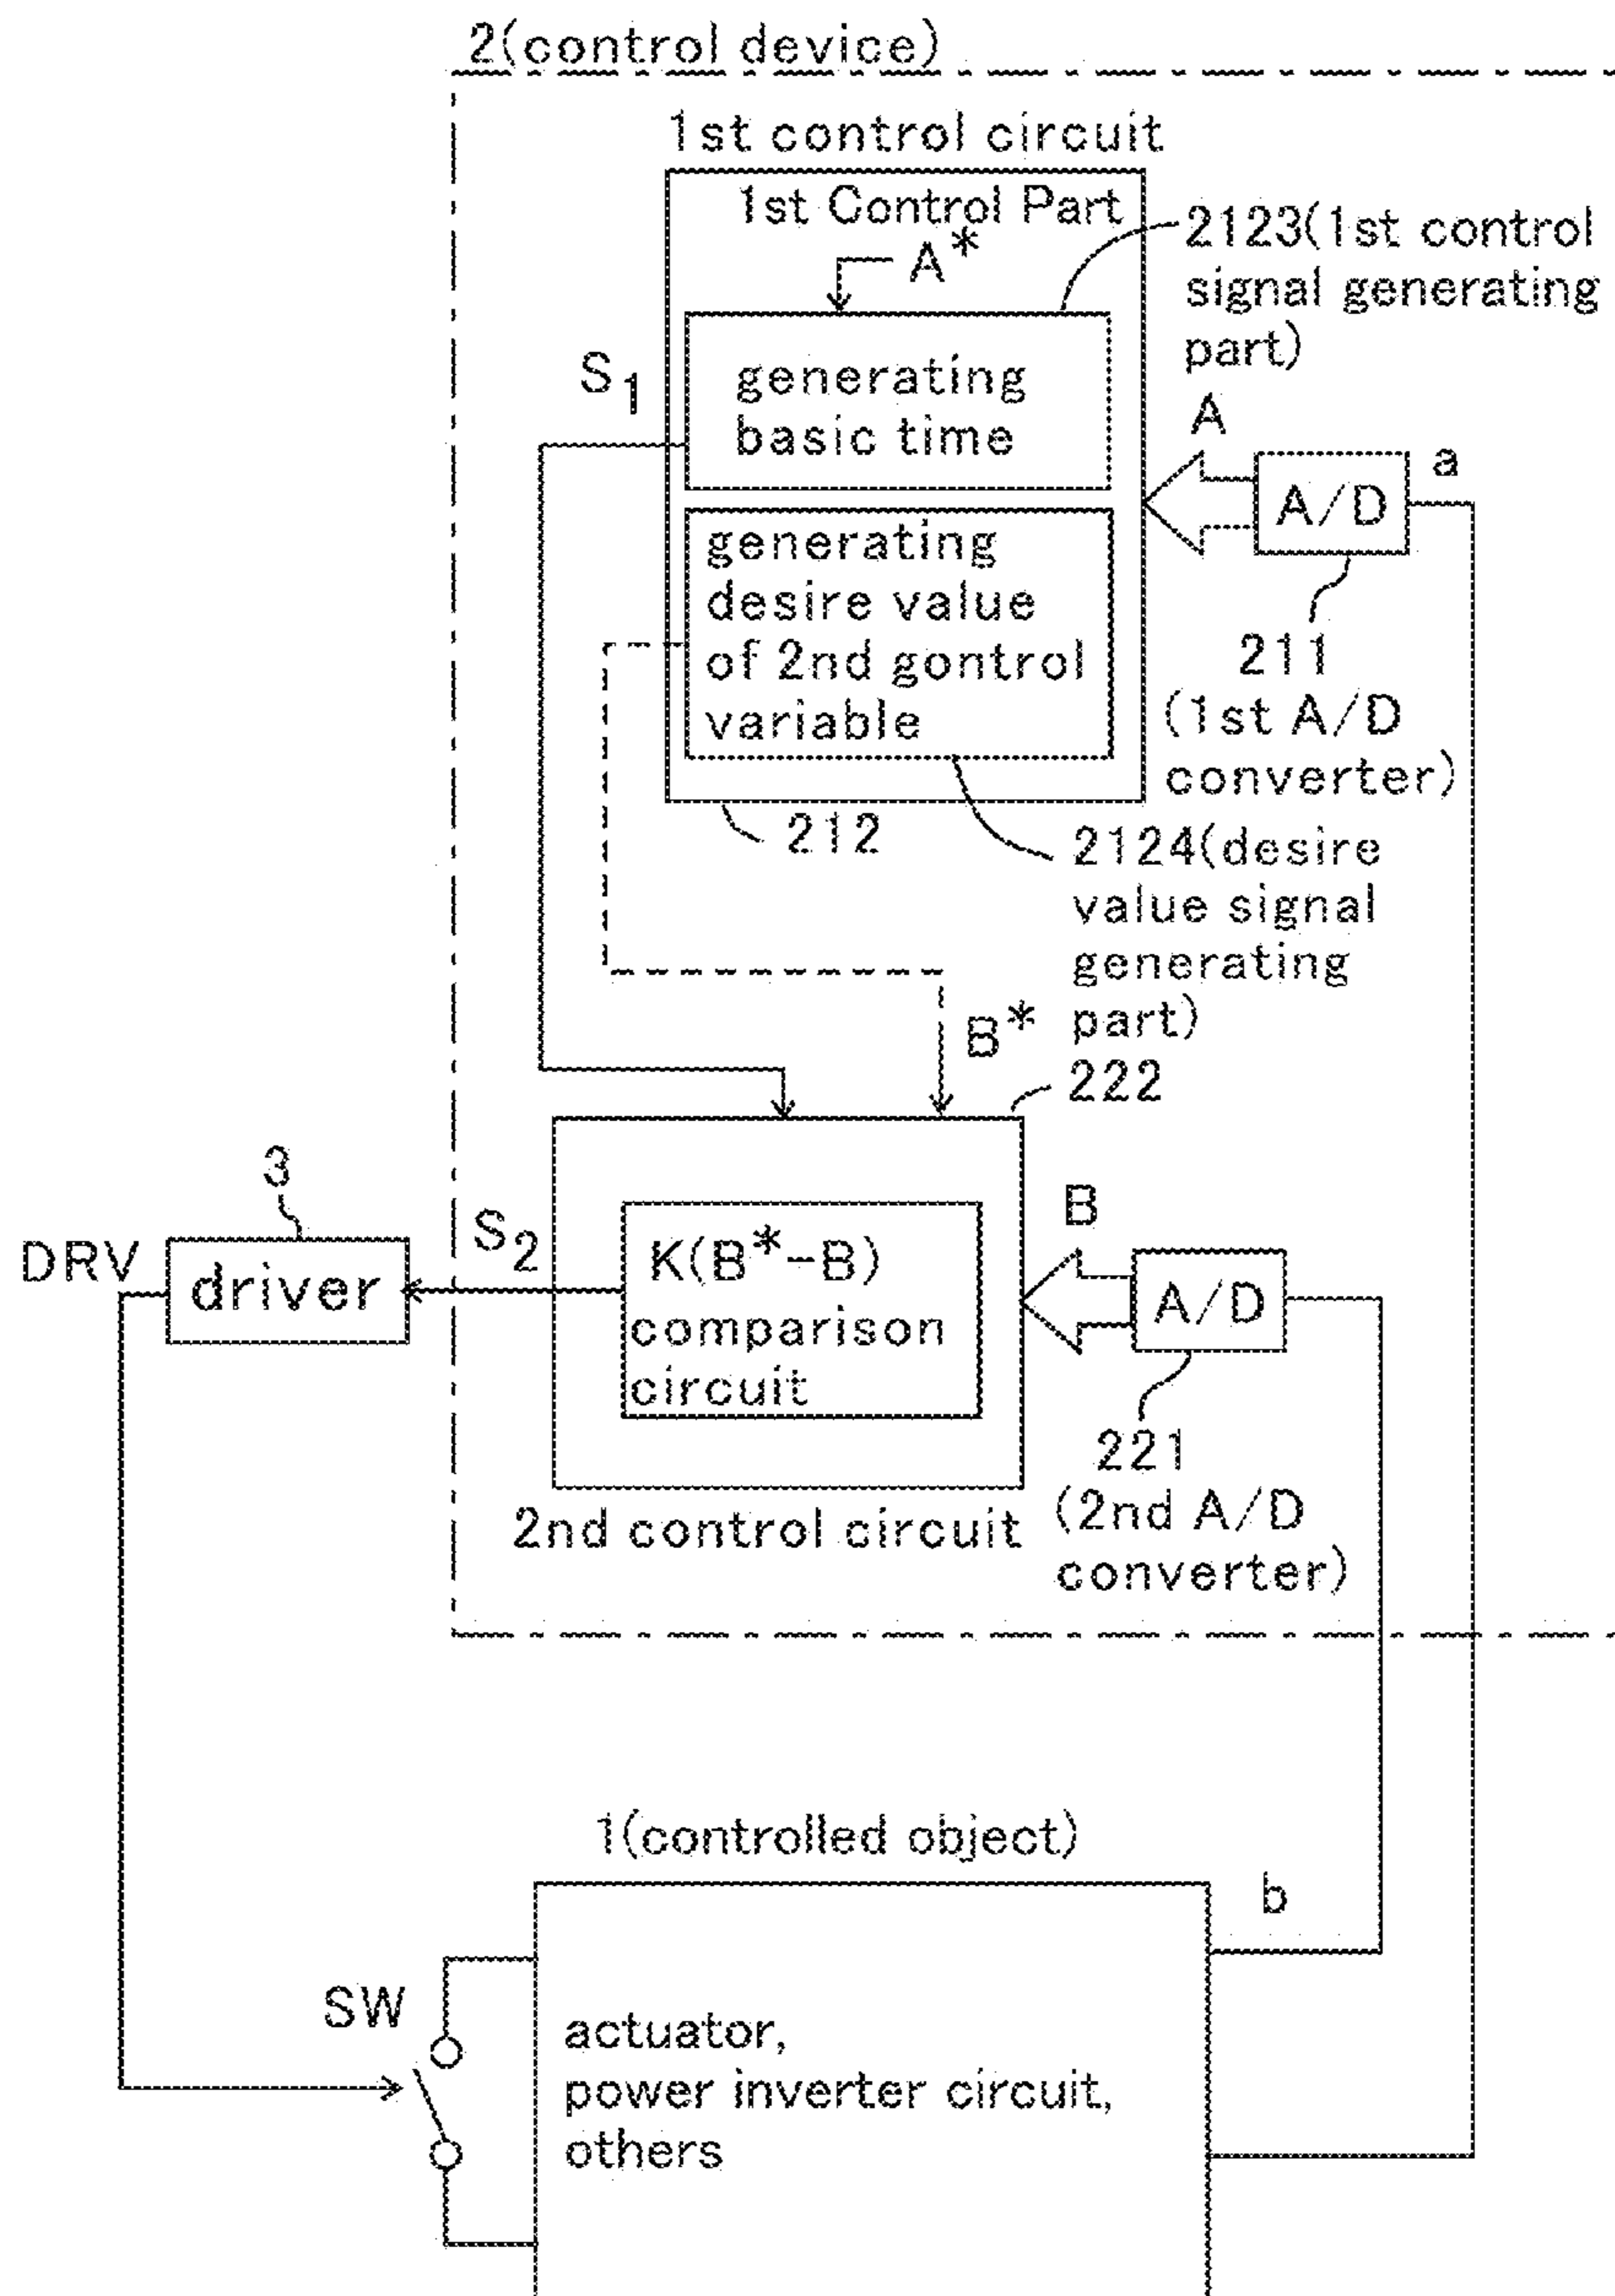 2(control device)
1st control circuit
1st Control Part
A*
2123(1st control
signal generating
part)
S1
generating
basic time
A
A/D
a
generating
desire value
of 2nd gontrol
variable
211
(1st A/D
converter)
212
2124(desire
value signal
generating
part)
B*
222
3
DRV
driver
S2
K(B*-B)
comparison
circuit
B
A/D
221
(2nd A/D
converter)
2nd control circuit
1(controlled object)
b
SW
actuator,
power inverter circuit,
others